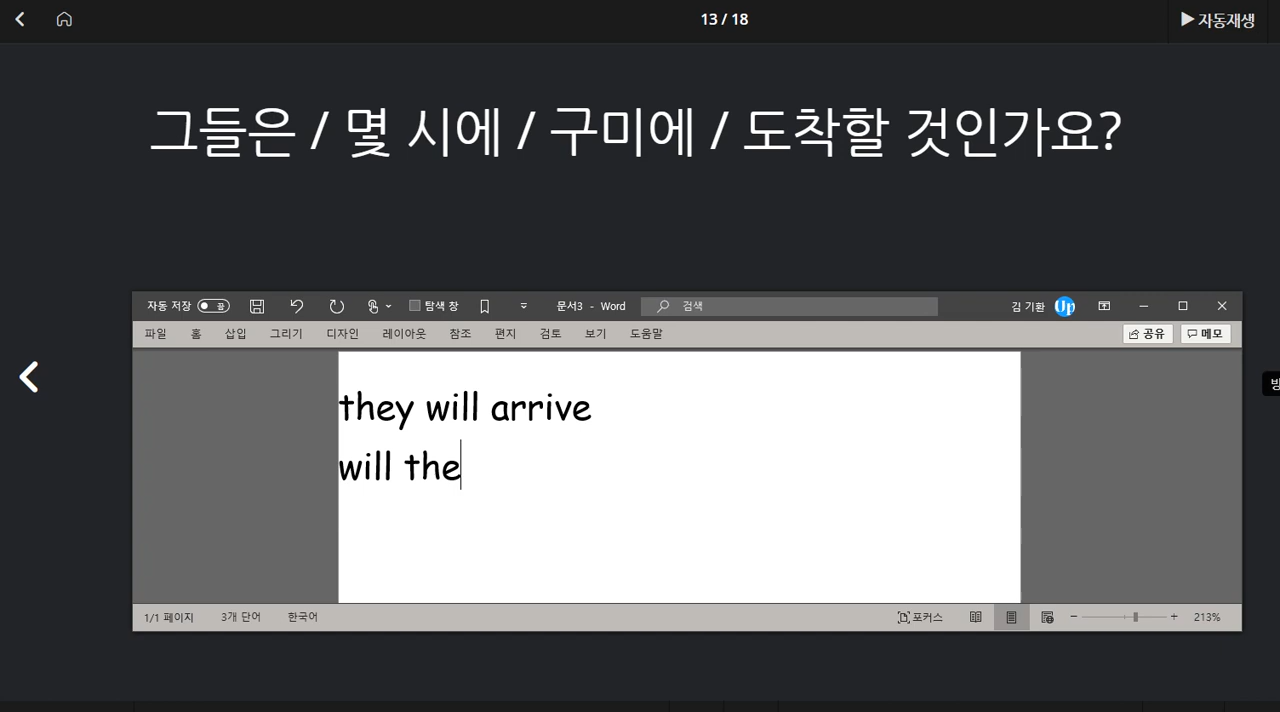 13 / 18
▶ 자동재생
그들은 / 몇 시에 / 구미에 / 도착할 것인가요?
자동 저장 끔 탐색 창 문서3 - Word 검색 김 기환 Up
파일 홈 삽입 그리기 디자인 레이아웃 참조 편지 검토 보기 도움말 공유 메모
they will arrive
will the
1/1 페이지 3개 단어 한국어 포커스 213%